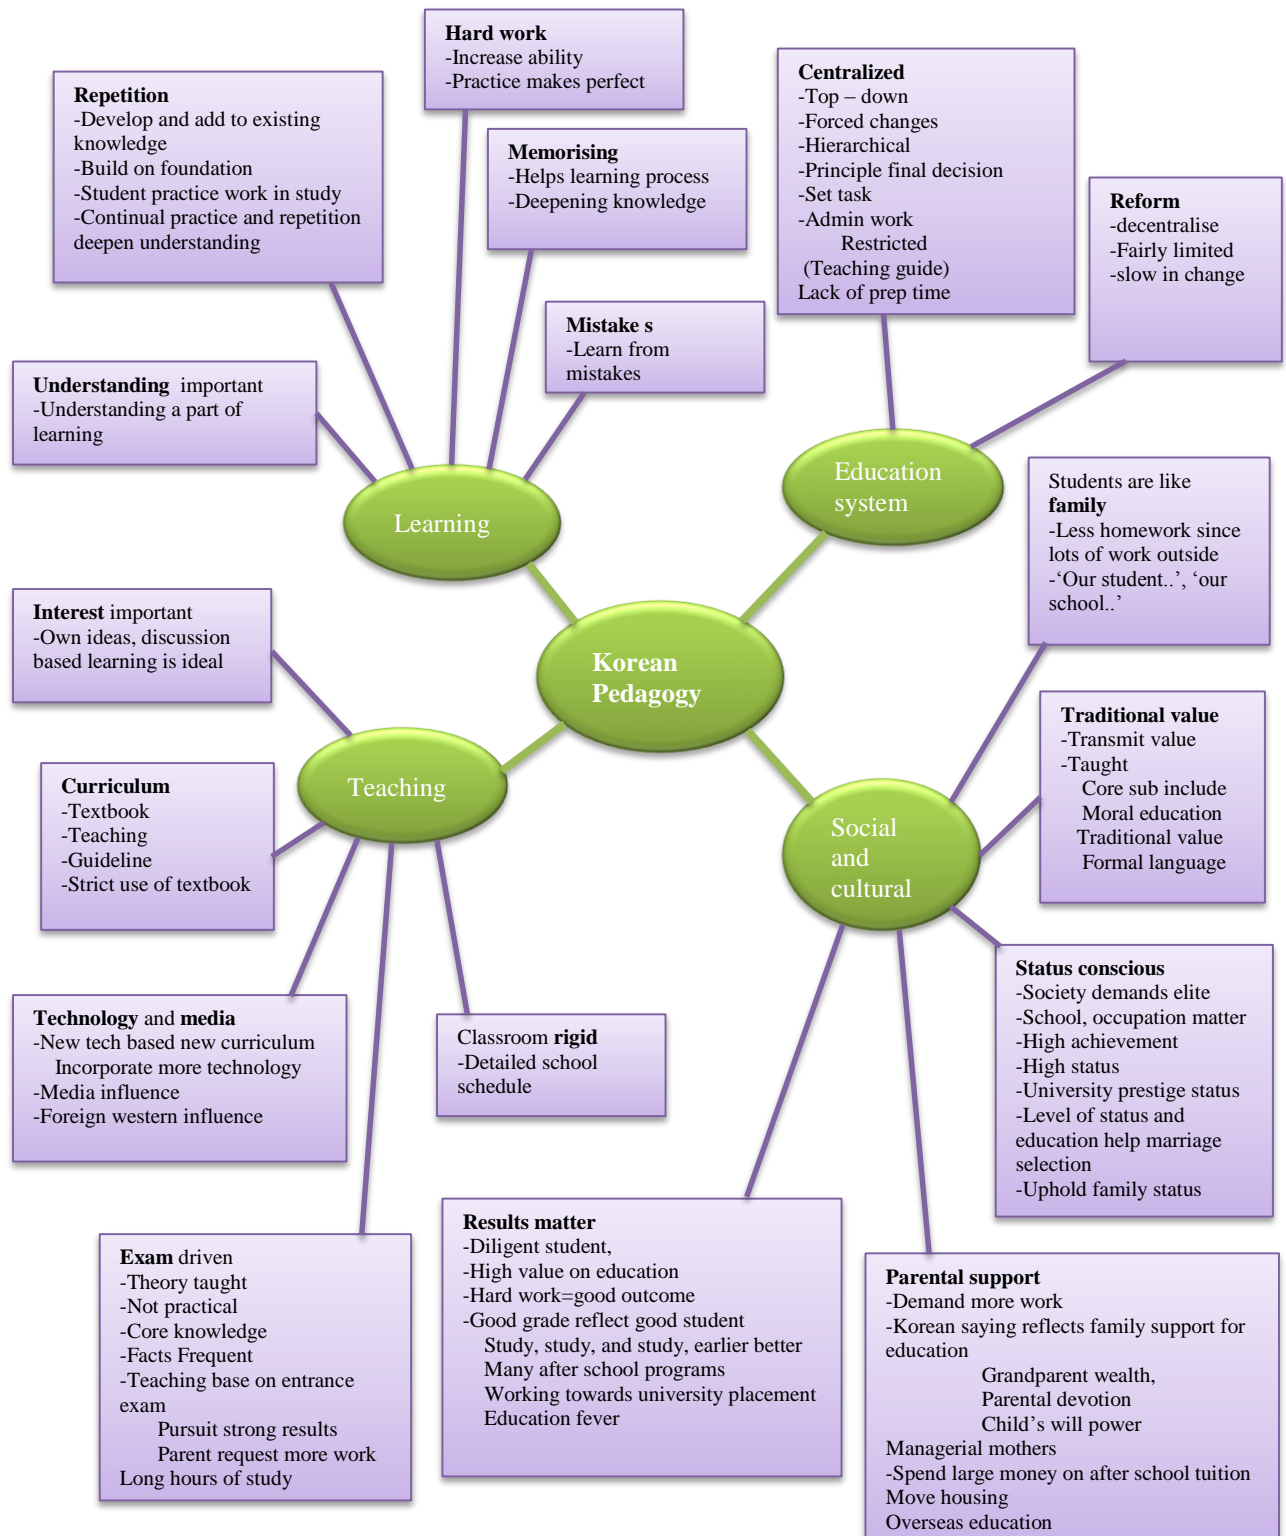 Hard work
-Increase ability
-Practice makes perfect
Centralized
-Top – down
-Forced changes
-Hierarchical
-Principle final decision
-Set task
-Admin work
Restricted
(Teaching guide)
Lack of prep time
Repetition
-Develop and add to existing
knowledge
-Build on foundation
-Student practice work in study
-Continual practice and repetition
deepen understanding
Memorising
-Helps learning process
-Deepening knowledge
Reform
-decentralise
-Fairly limited
-slow in change
Mistake s
-Learn from
mistakes
Understanding important
-Understanding a part of
learning
Education
system
Learning
Students are like
family
-Less homework since
lots of work outside
-‘Our student..’, ‘our
school..’
Interest important
-Own ideas, discussion
based learning is ideal
Korean
Pedagogy
Traditional value
-Transmit value
-Taught
Core sub include
Moral education
Traditional value
Formal language
Teaching
Curriculum
-Textbook
-Teaching
-Guideline
-Strict use of textbook
Social
and
cultural
Status conscious
-Society demands elite
-School, occupation matter
-High achievement
-High status
-University prestige status
-Level of status and
education help marriage
selection
-Uphold family status
Technology and media
-New tech based new curriculum
Incorporate more technology
-Media influence
-Foreign western influence
Classroom rigid
-Detailed school
schedule
Results matter
-Diligent student,
-High value on education
-Hard work=good outcome
-Good grade reflect good student
Study, study, and study, earlier better
Many after school programs
Working towards university placement
Education fever
Exam driven
-Theory taught
-Not practical
-Core knowledge
-Facts Frequent
-Teaching base on entrance
exam
Pursuit strong results
Parent request more work
Long hours of study
Parental support
-Demand more work
-Korean saying reflects family support for
education
Grandparent wealth,
Parental devotion
Child’s will power
Managerial mothers
-Spend large money on after school tuition
Move housing
Overseas education